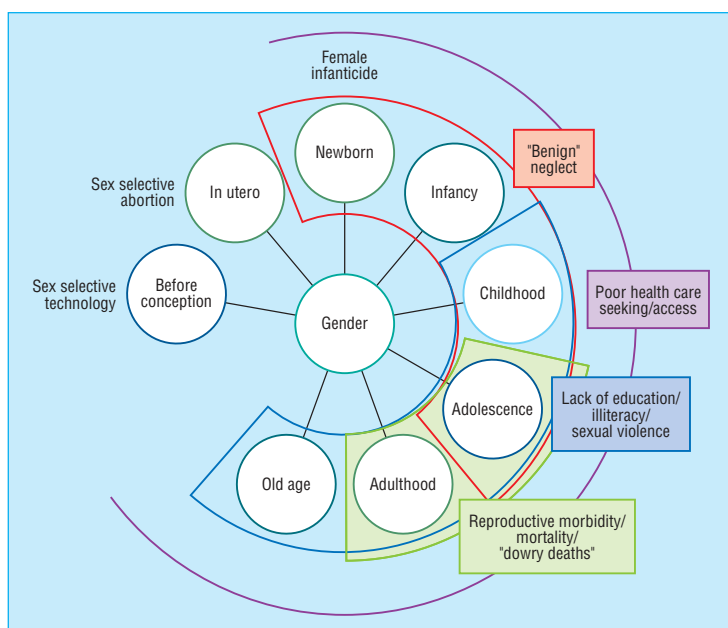 Female
infanticide
Newborn
"Benign"
neglect
Sex selective
abortion
In utero
Infancy
Sex selective
technology
Before
conception
Childhood
Poor health care
seeking/access
Gender
Adolescence
Lack of education/
illiteracy/
sexual violence
Old age
Adulthood
Reproductive morbidity/
mortality/
"dowry deaths"